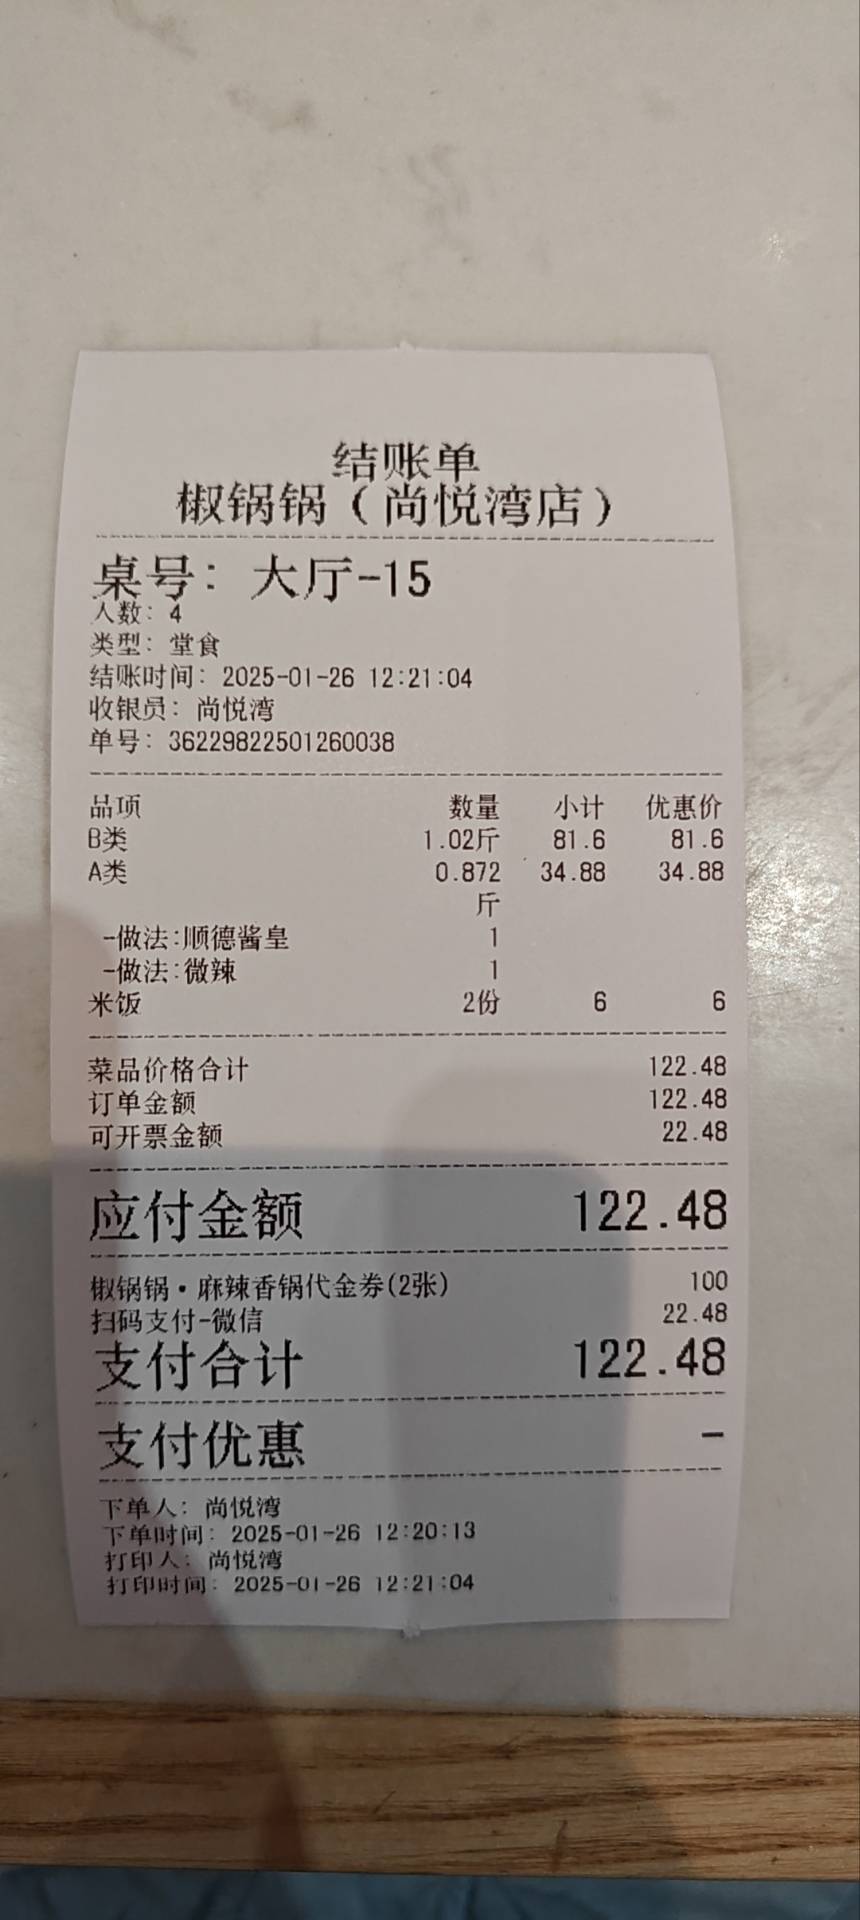 结账单
椒锅锅（尚悦湾店）
桌号：大厅-15
人数：4
类型：堂食
结账时间：2025-01-26 12:21:04
收银员：尚悦湾
单号：36229822501260038
品项 数量 小计 优惠价
B类 1.02斤 81.6 81.6
A类 0.872 34.88 34.88
斤
-做法:顺德酱皇 1
-做法:微辣 1
米饭 2份 6 6
菜品价格合计 122.48
订单金额 122.48
可开票金额 22.48
应付金额 122.48
椒锅锅·麻辣香锅代金券(2张) 100
扫码支付-微信 22.48
支付合计 122.48
支付优惠 -
下单人：尚悦湾
下单时间：2025-01-26 12:20:13
打印人：尚悦湾
打印时间：2025-01-26 12:21:04